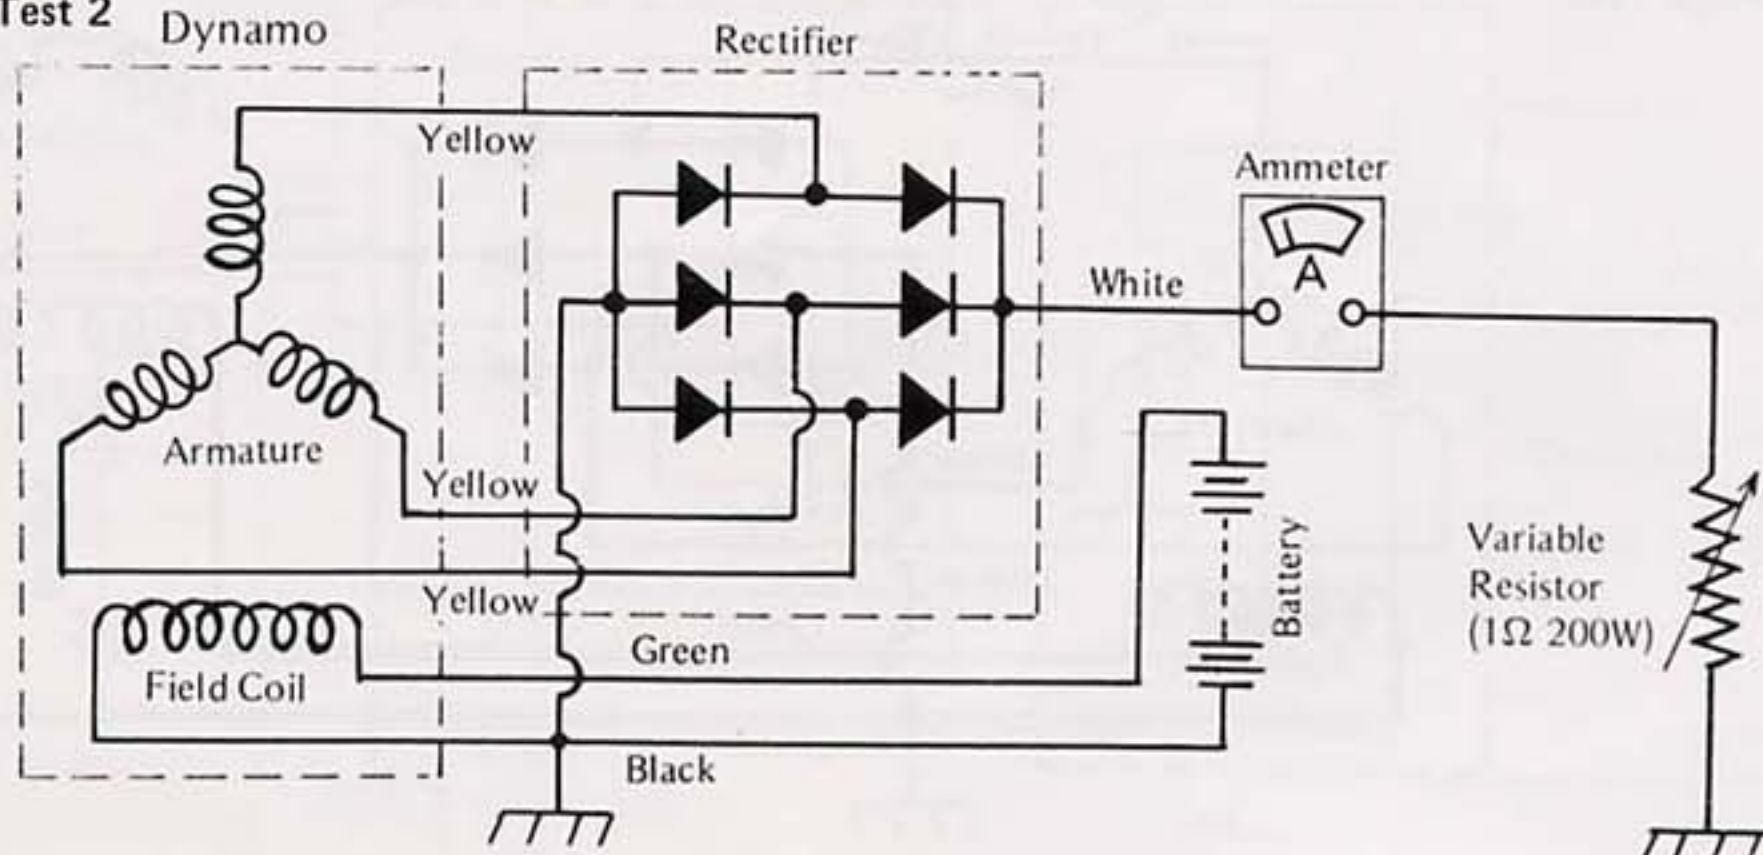 Test 2
Dynamo
Rectifier
Yellow
Ammeter
White
A
Armature
Yellow
Battery
Variable
Resistor
(1Ω 200W)
Yellow
Green
Field Coil
Black